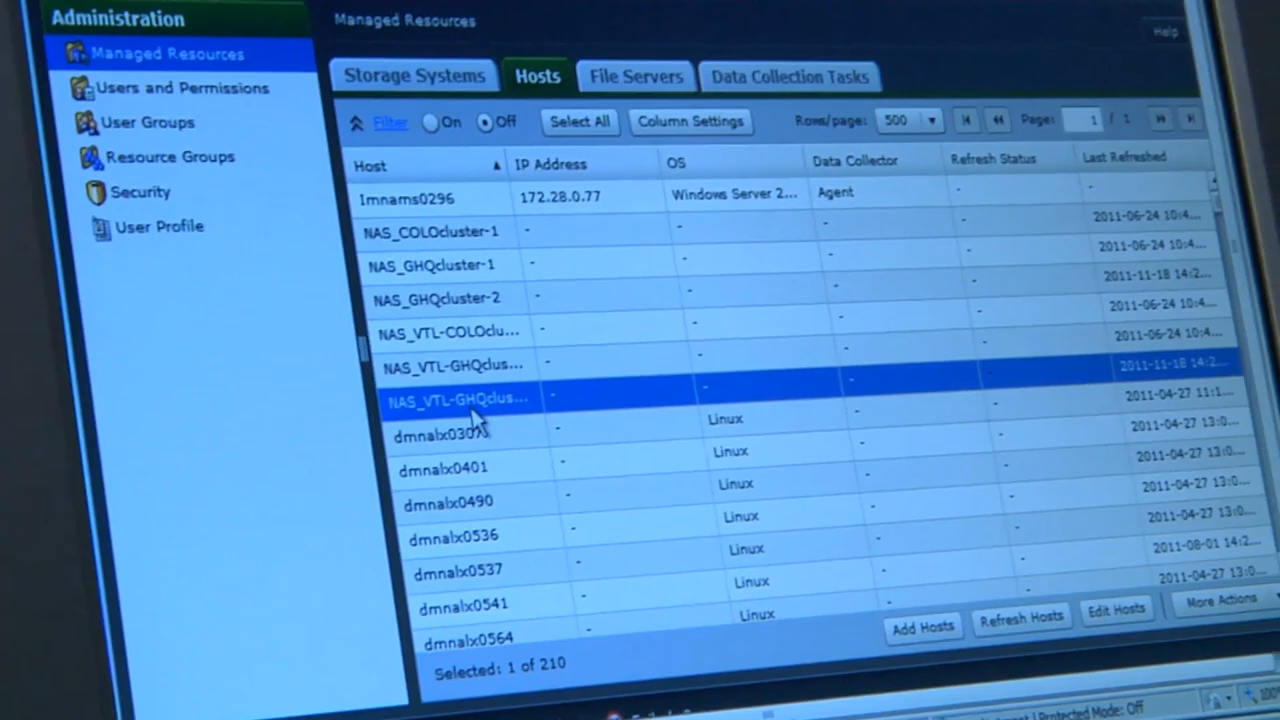 Administration
Managed Resources
Users and Permissions
User Groups
Resource Groups
Security
User Profile
Managed Resources
Help
Storage Systems Hosts File Servers Data Collection Tasks
Filter On Off Select All Column Settings Rows/page: 500 Page: 1 / 1
Host IP Address OS Data Collector Refresh Status Last Refreshed
Imnams0296 172.28.0.77 Windows Server 2... Agent - -
NAS_COLOcluster-1 - - - - 2011-06-24 10:4...
NAS_GHQcluster-1 - - - - 2011-06-24 10:4...
NAS_GHQcluster-2 - - - - 2011-11-18 14:2...
NAS_VTL-COLOclu... - - - - 2011-06-24 10:4...
NAS_VTL-GHQclus... - - - - 2011-06-24 10:4...
NAS_VTL-GHQclus... - - - - 2011-11-18 14:2...
- Linux - - 2011-04-27 11:1...
dmnalx0401 - Linux - - 2011-04-27 13:0...
dmnalx0490 - Linux - - 2011-04-27 13:0...
dmnalx0536 - Linux - - 2011-04-27 13:0...
dmnalx0537 - Linux - - 2011-04-27 13:0...
dmnalx0541 - Linux - - 2011-08-01 14:2...
dmnalx0564 - Linux - 2011-04-27 13:0...
Add Hosts Refresh Hosts Edit Hosts More Actions
Selected: 1 of 210
| Protected Mode: Off